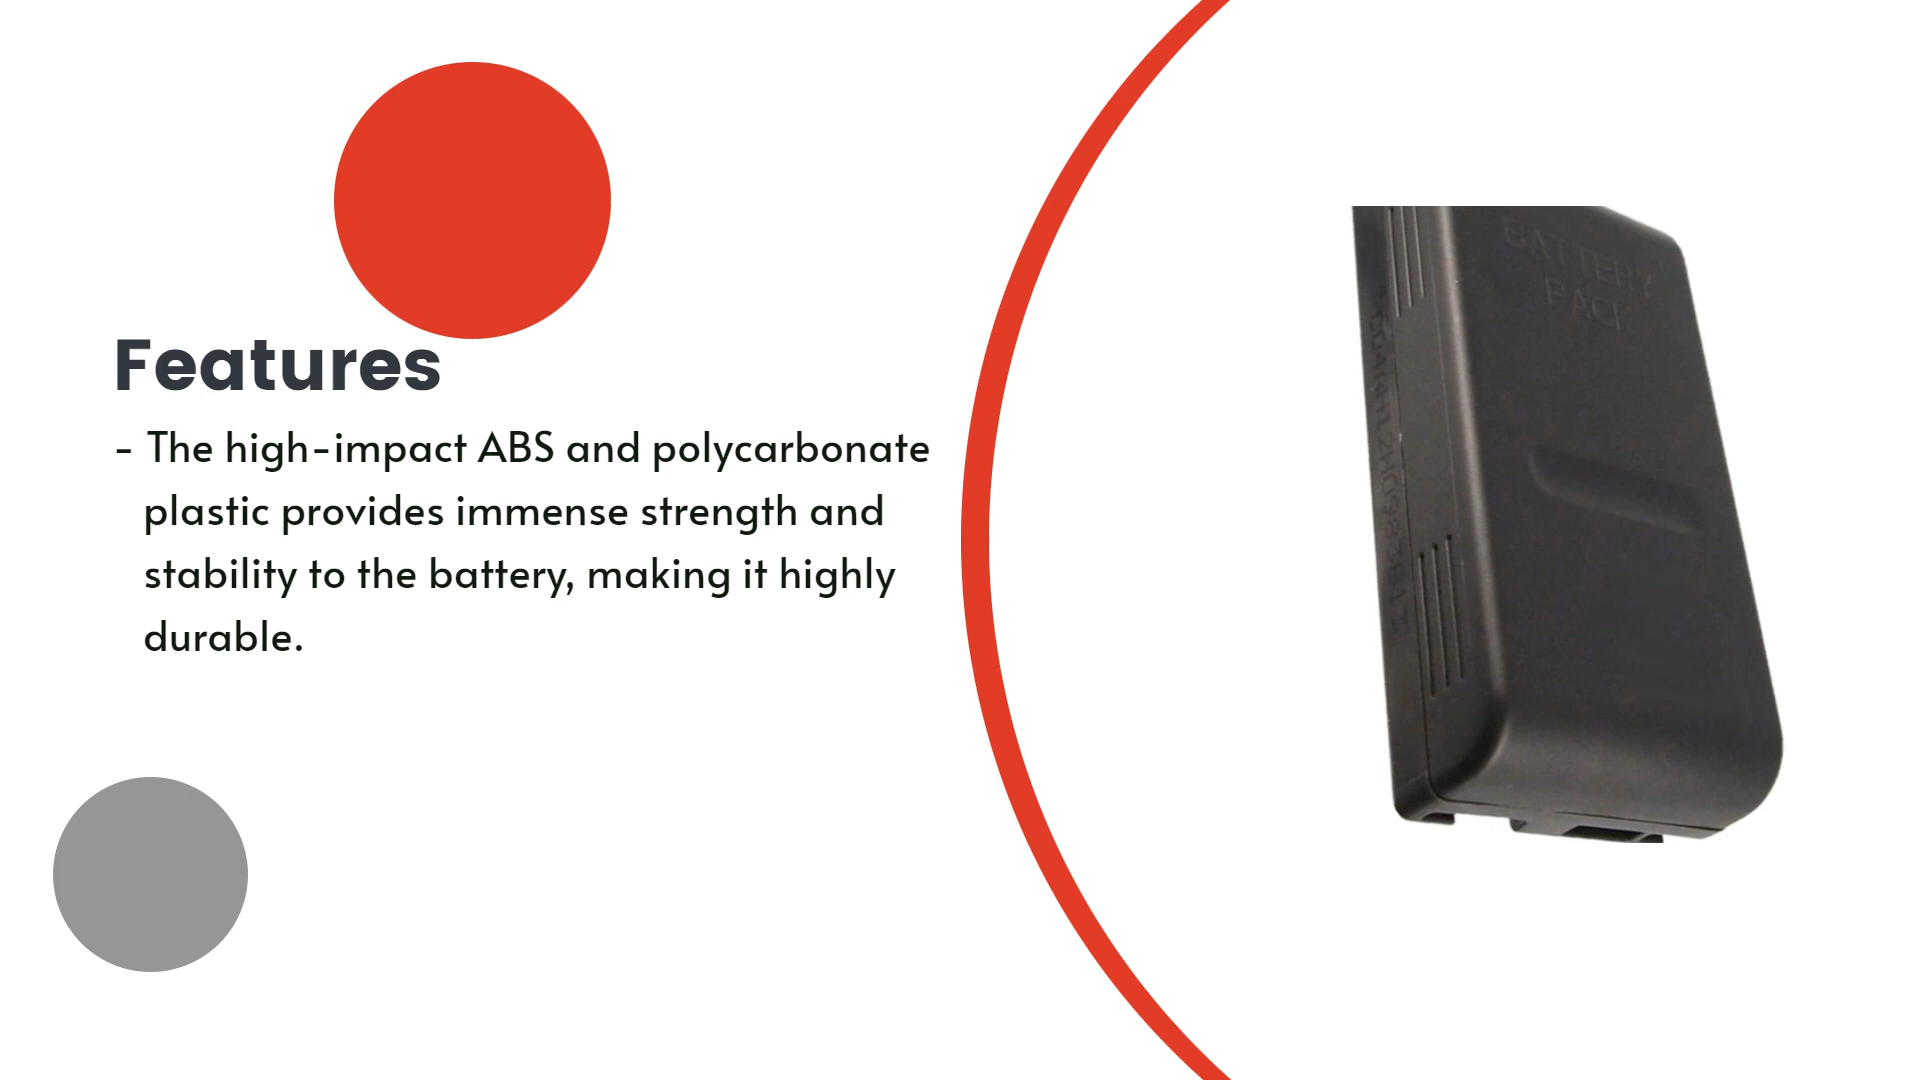 Features
- The high-impact ABS and polycarbonate
plastic provides immense strength and
stability to the battery, making it highly
durable.
BATTERY
PACK